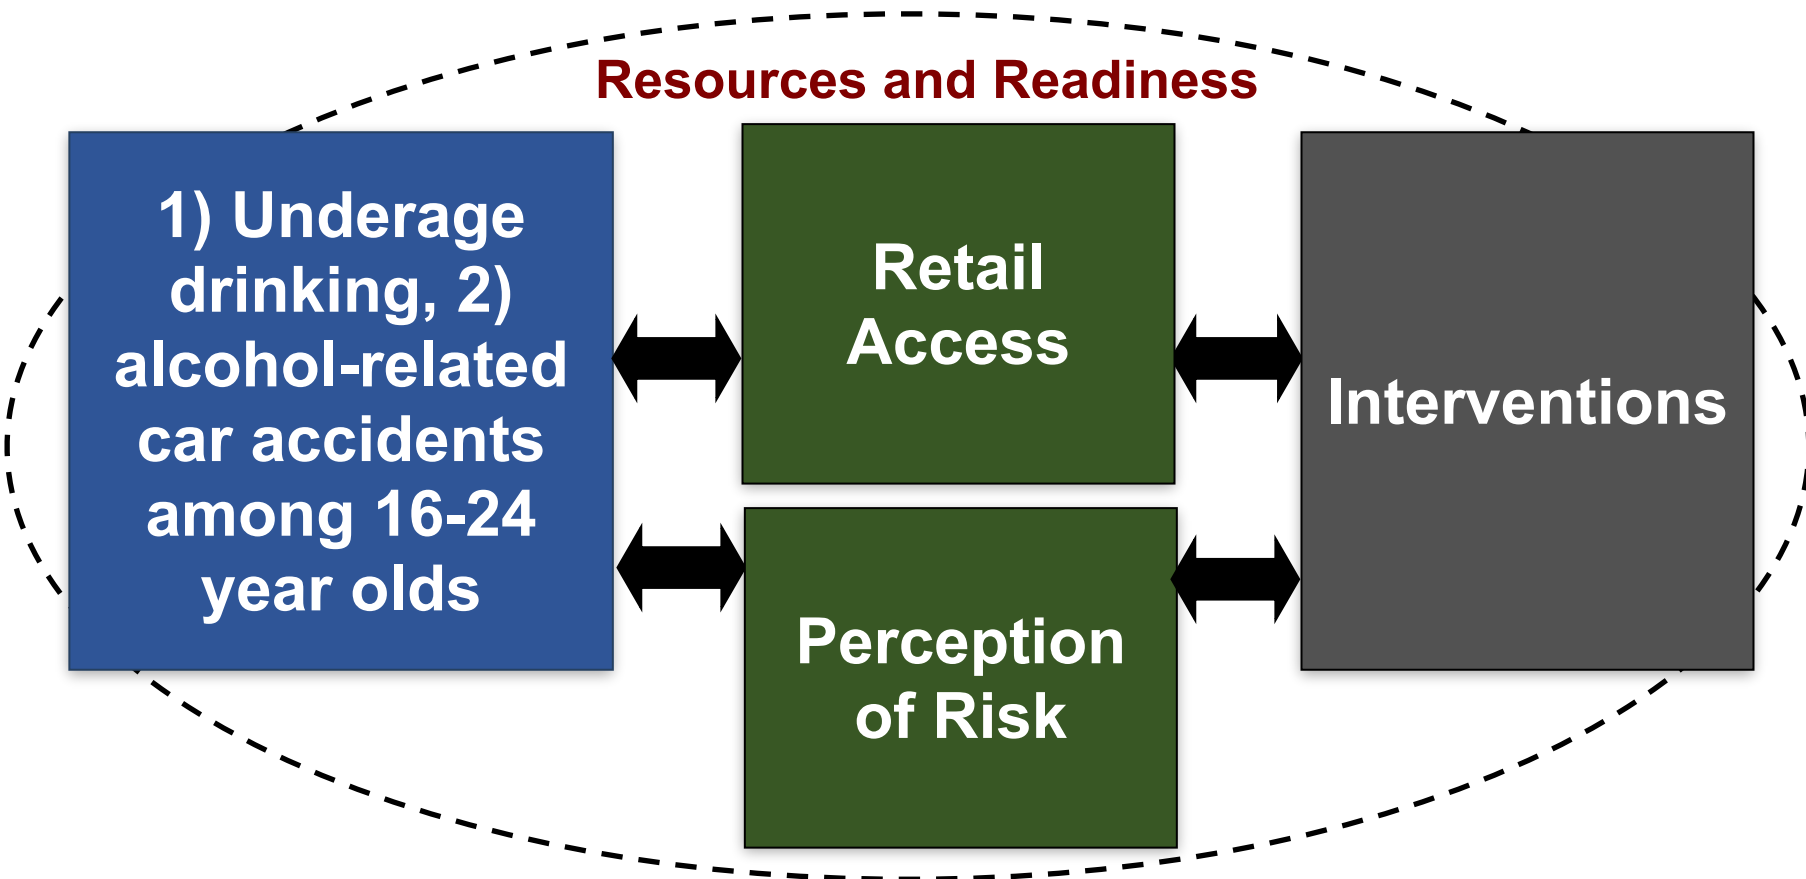 Resources and Readiness
1) Underage
drinking, 2)
alcohol-related
car accidents
among 16-24
year olds
Retail
Access
Perception
of Risk
Interventions